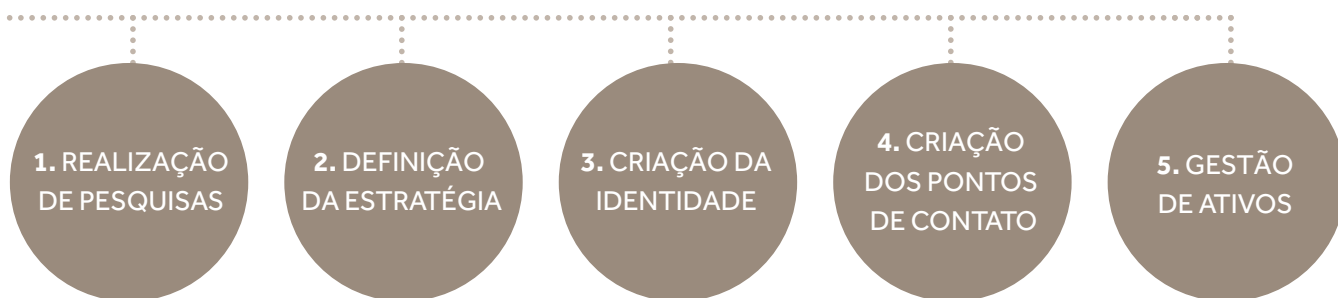 1. REALIZAÇÃO
DE PESQUISAS
2. DEFINIÇÃO
DA ESTRATÉGIA
3. CRIAÇÃO DA
IDENTIDADE
4. CRIAÇÃO
DOS PONTOS
DE CONTATO
5. GESTÃO
DE ATIVOS